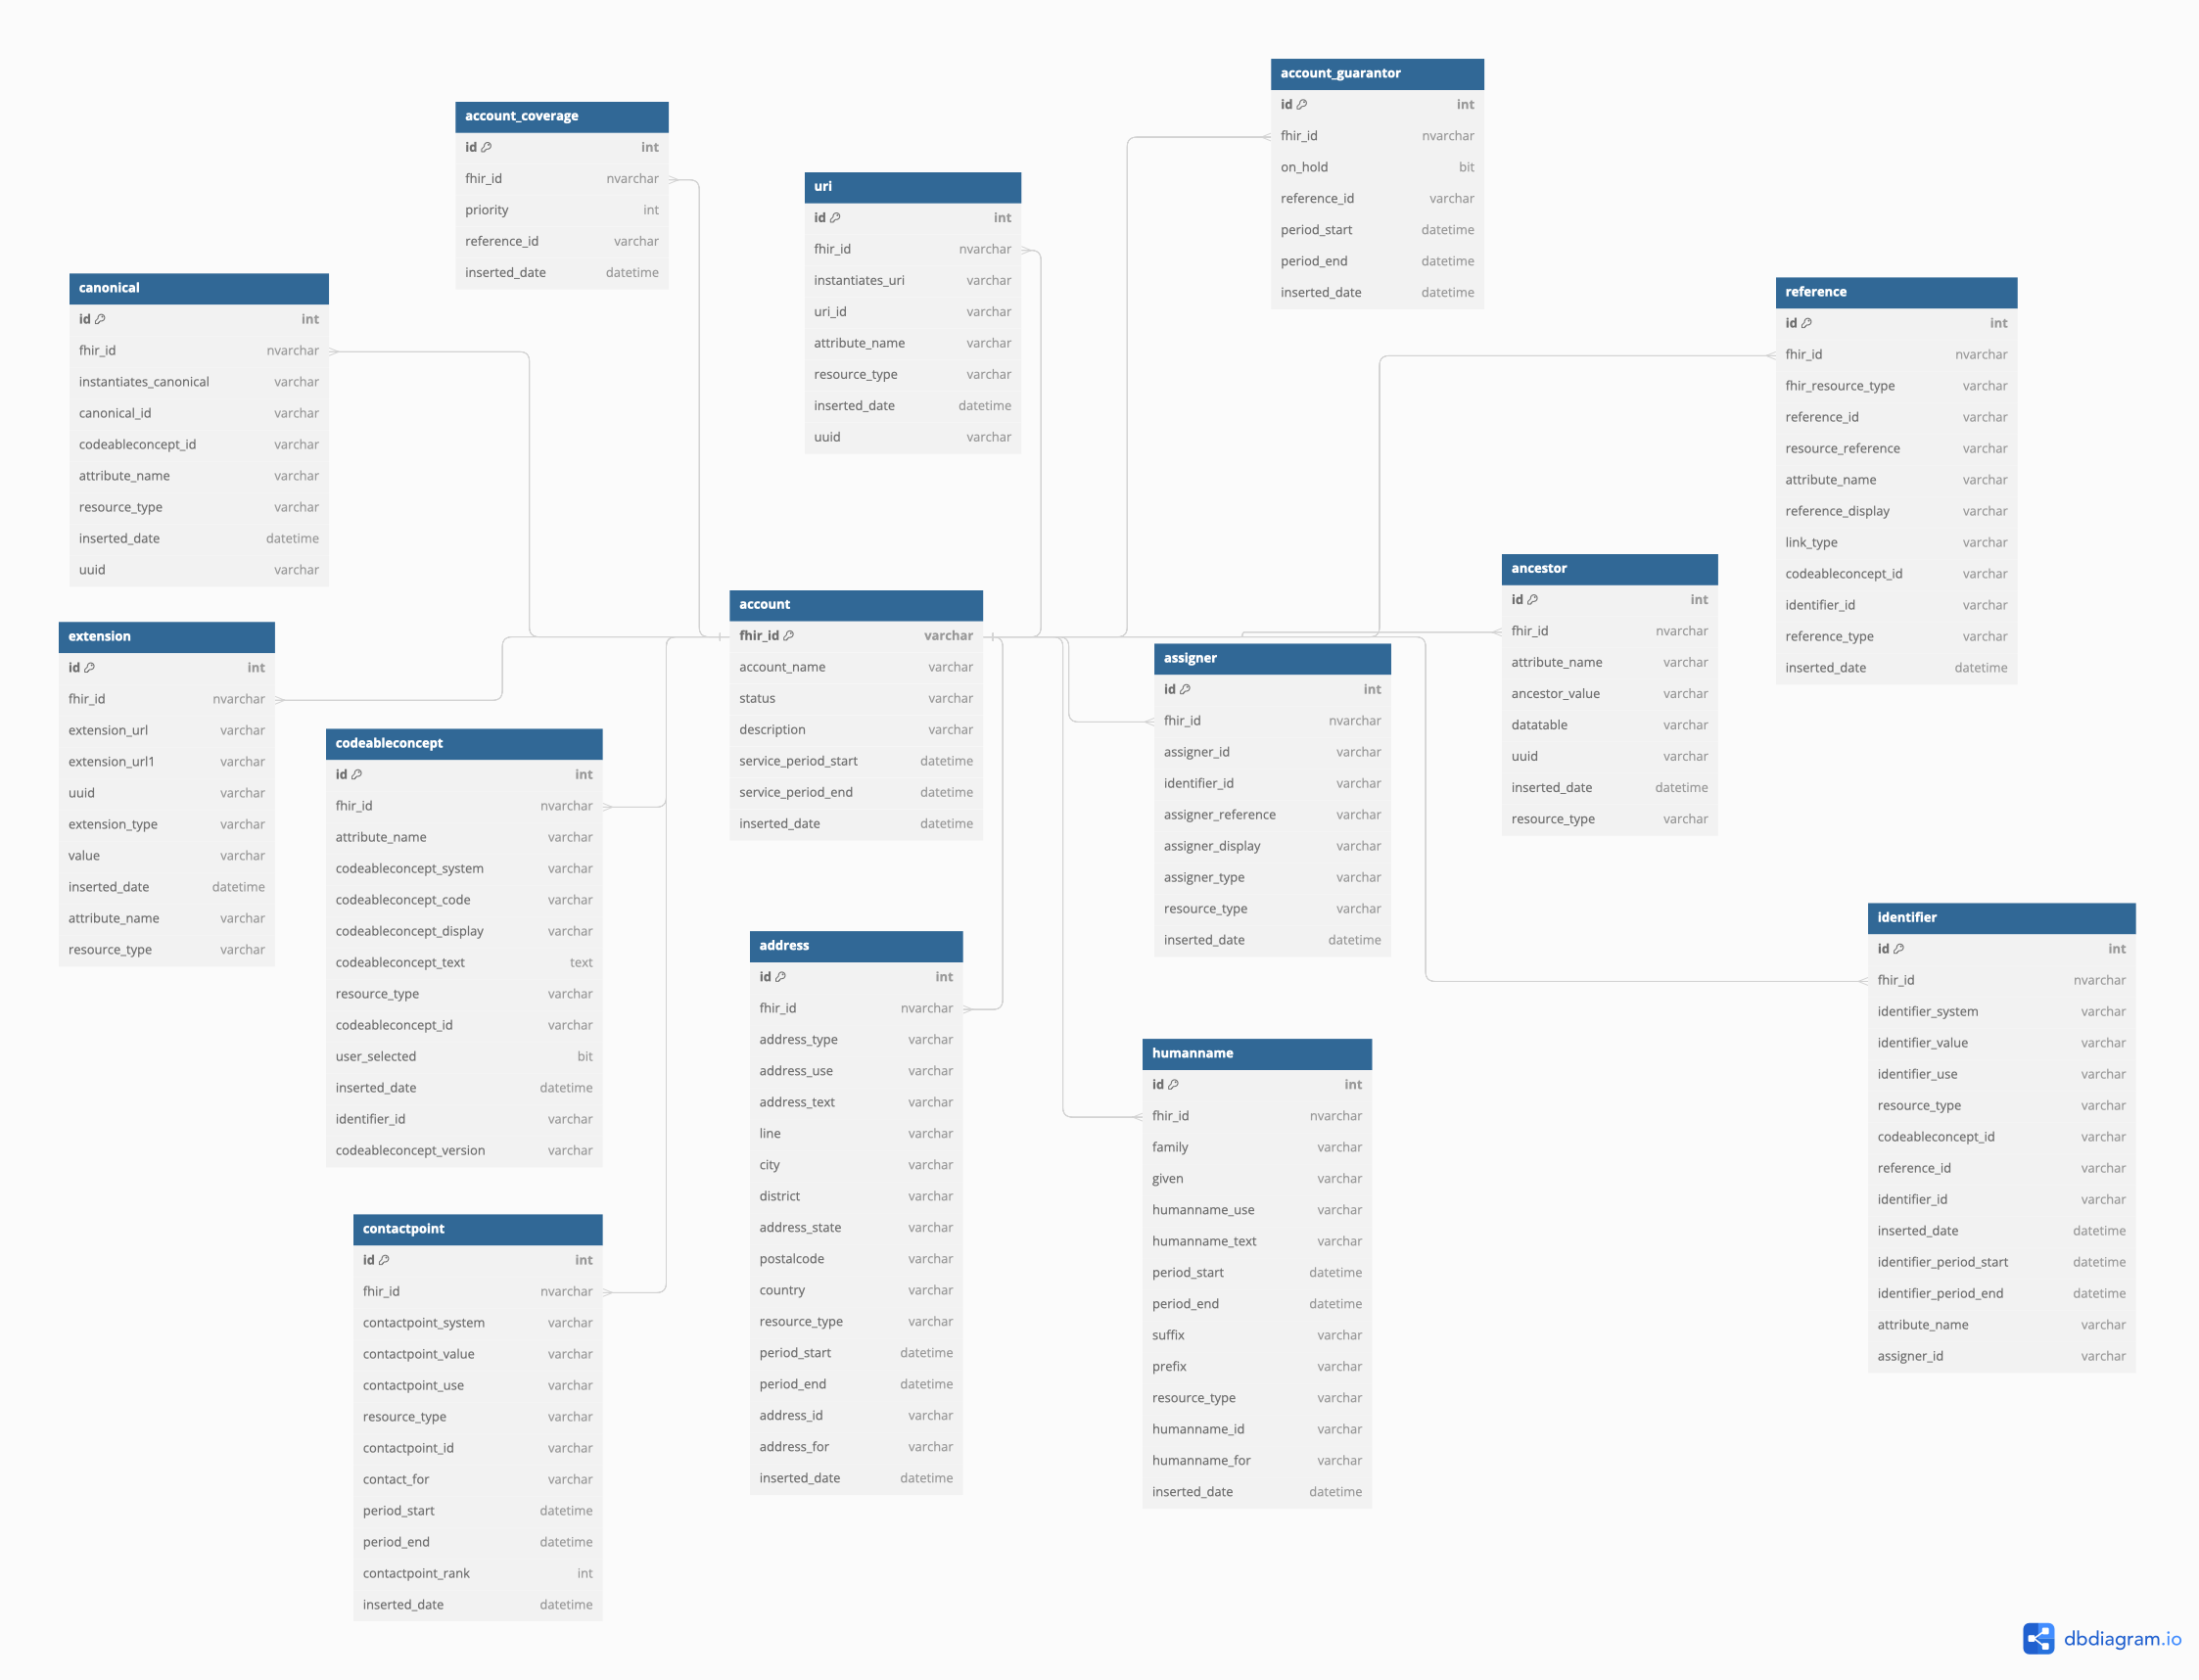 account_coverage
id int
fhir_id nvarchar
priority int
reference_id varchar
inserted_date datetime
uri
id int
fhir_id nvarchar
instantiates_uri varchar
uri_id varchar
attribute_name varchar
resource_type varchar
inserted_date datetime
uuid varchar
account_guarantor
id int
fhir_id nvarchar
on_hold bit
reference_id varchar
period_start datetime
period_end datetime
inserted_date datetime
canonical
id int
fhir_id nvarchar
instantiates_canonical varchar
canonical_id varchar
codeableconcept_id varchar
attribute_name varchar
resource_type varchar
inserted_date datetime
uuid varchar
reference
id int
fhir_id nvarchar
fhir_resource_type varchar
reference_id varchar
resource_reference varchar
attribute_name varchar
reference_display varchar
link_type varchar
codeableconcept_id varchar
identifier_id varchar
reference_type varchar
inserted_date datetime
ancestor
id int
fhir_id nvarchar
attribute_name varchar
ancestor_value varchar
datatable varchar
uuid varchar
inserted_date datetime
resource_type varchar
account
fhir_id varchar
account_name varchar
status varchar
description varchar
service_period_start datetime
service_period_end datetime
inserted_date datetime
extension
id int
fhir_id nvarchar
extension_url varchar
extension_url1 varchar
uuid varchar
extension_type varchar
value varchar
inserted_date datetime
attribute_name varchar
resource_type varchar
assigner
id int
fhir_id nvarchar
assigner_id varchar
identifier_id varchar
assigner_reference varchar
assigner_display varchar
assigner_type varchar
resource_type varchar
inserted_date datetime
codeableconcept
id int
fhir_id nvarchar
attribute_name varchar
codeableconcept_system varchar
codeableconcept_code varchar
codeableconcept_display varchar
codeableconcept_text text
resource_type varchar
codeableconcept_id varchar
user_selected bit
inserted_date datetime
identifier_id varchar
codeableconcept_version varchar
identifier
id int
fhir_id nvarchar
identifier_system varchar
identifier_value varchar
identifier_use varchar
resource_type varchar
codeableconcept_id varchar
reference_id varchar
identifier_id varchar
inserted_date datetime
identifier_period_start datetime
identifier_period_end datetime
attribute_name varchar
assigner_id varchar
address
id int
fhir_id nvarchar
address_type varchar
address_use varchar
address_text varchar
line varchar
city varchar
district varchar
address_state varchar
postalcode varchar
country varchar
resource_type varchar
period_start datetime
period_end datetime
address_id varchar
address_for varchar
inserted_date datetime
humanname
id int
fhir_id nvarchar
family varchar
given varchar
humanname_use varchar
humanname_text varchar
period_start datetime
period_end datetime
suffix varchar
prefix varchar
resource_type varchar
humanname_id varchar
humanname_for varchar
inserted_date datetime
contactpoint
id int
fhir_id nvarchar
contactpoint_system varchar
contactpoint_value varchar
contactpoint_use varchar
resource_type varchar
contactpoint_id varchar
contact_for varchar
period_start datetime
period_end datetime
contactpoint_rank int
inserted_date datetime
dbdiagram.io